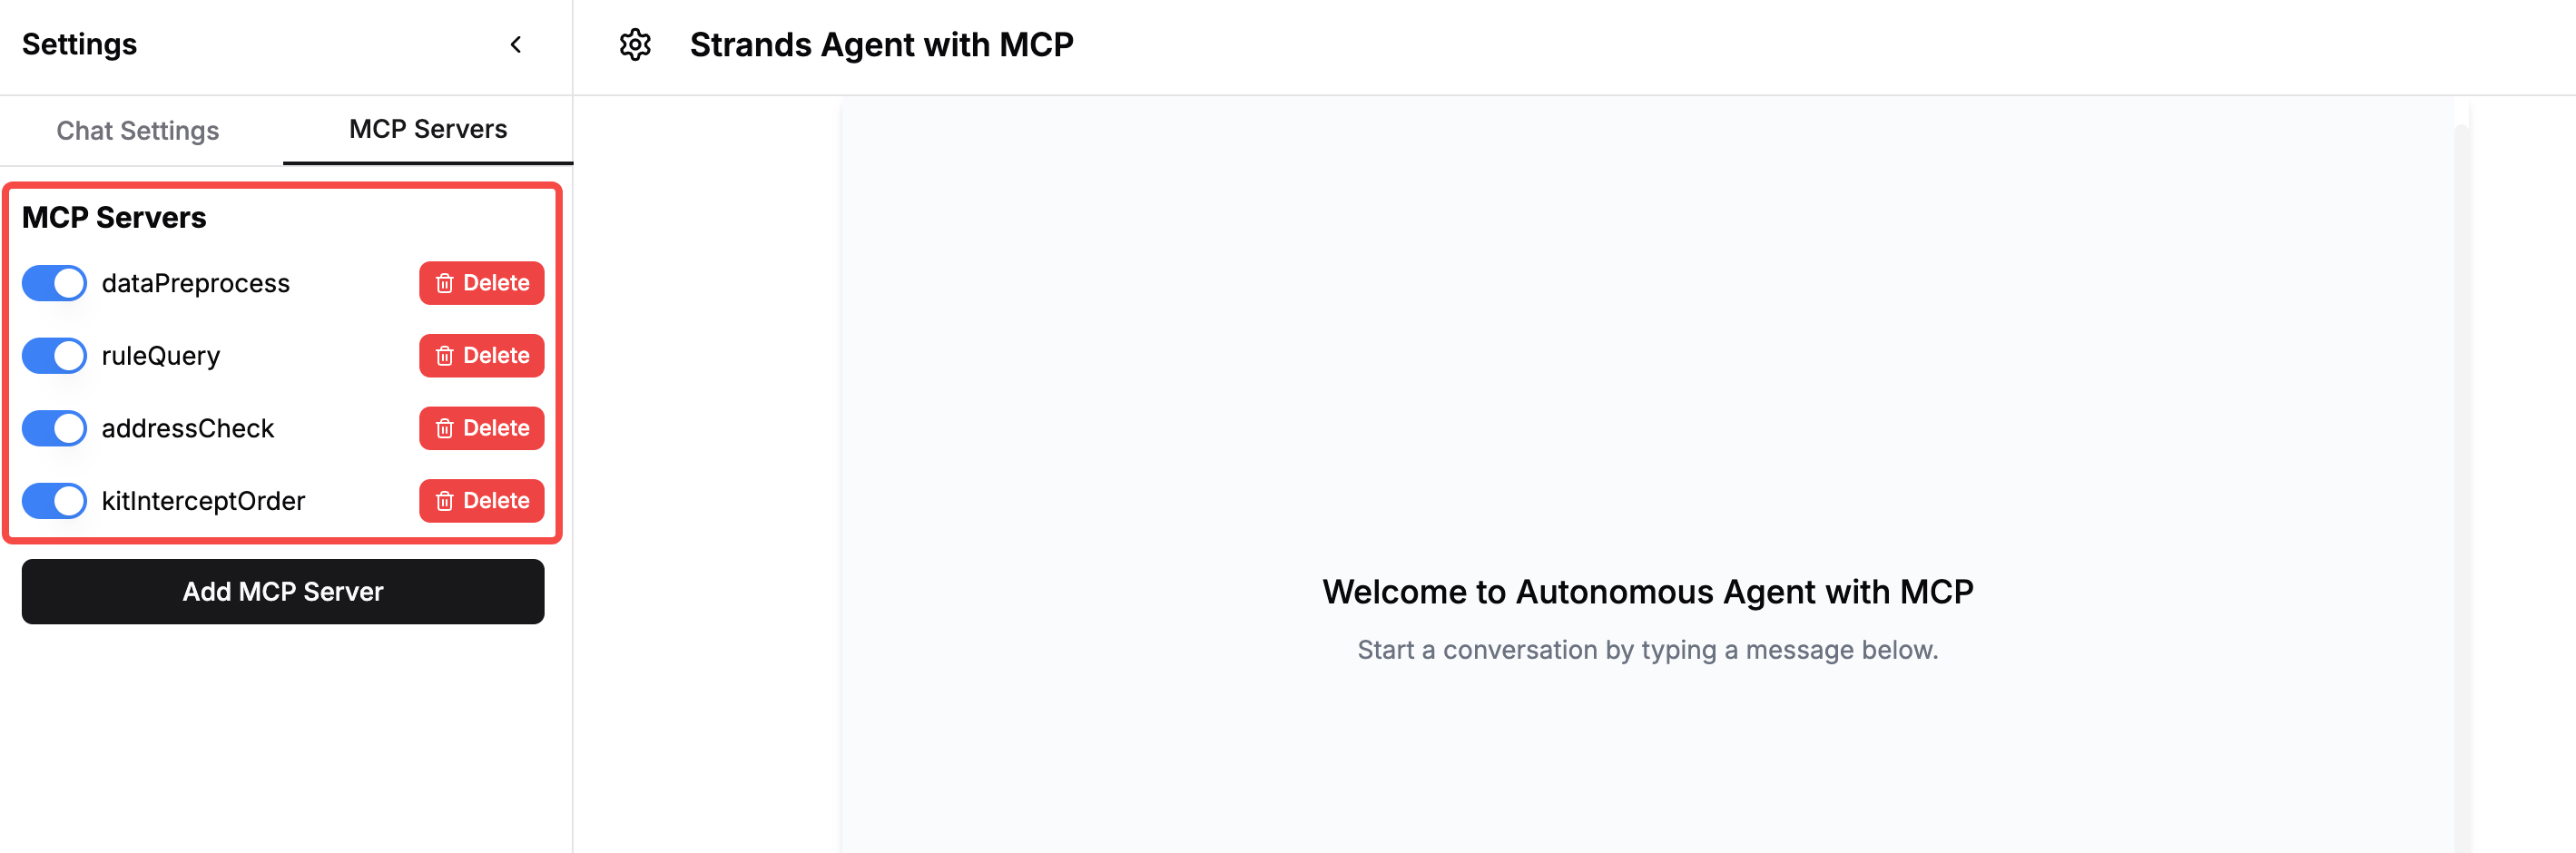 Settings
Strands Agent with MCP
Chat Settings
MCP Servers
MCP Servers
dataPreprocess
Delete
ruleQuery
Delete
addressCheck
Delete
kitInterceptOrder
Delete
Add MCP Server
Welcome to Autonomous Agent with MCP
Start a conversation by typing a message below.